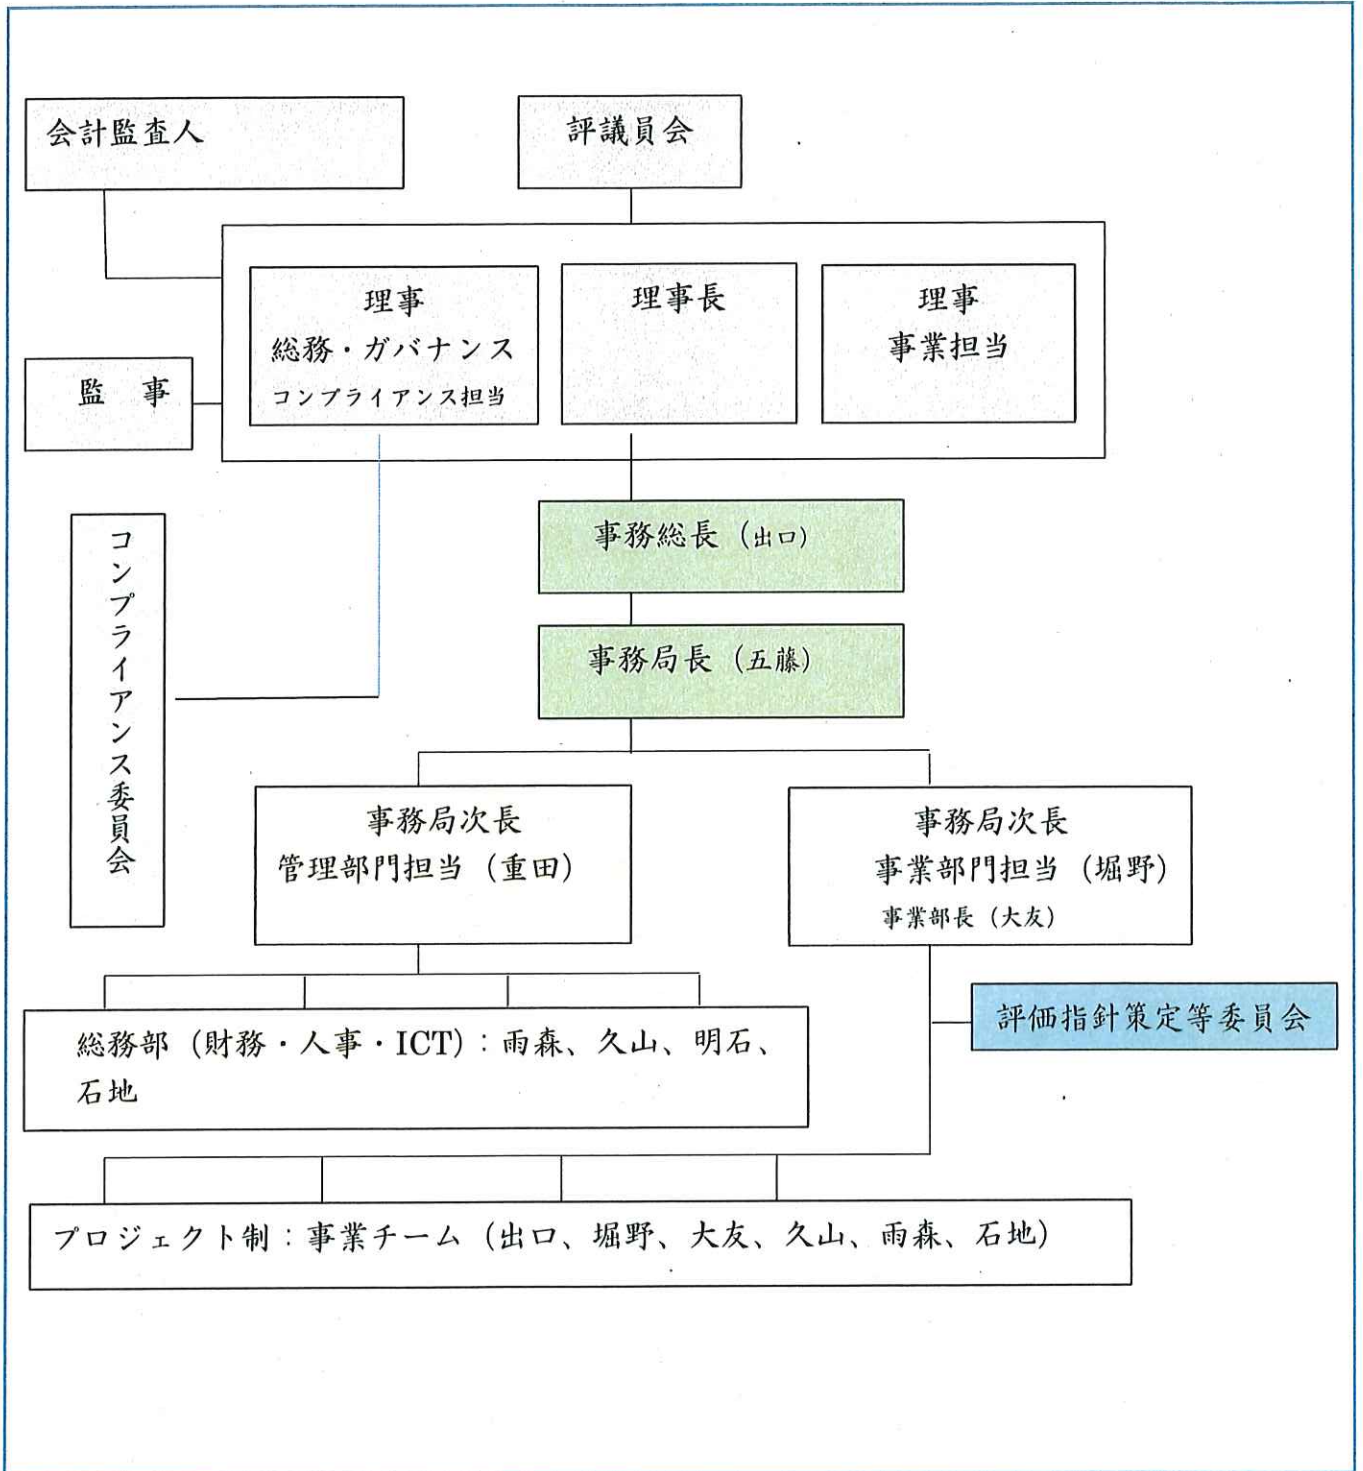 会計監査人
評議員会
理事
総務・ガバナンス
コンプライアンス担当
理事長
理事
事業担当
監　事
コンプライアンス委員会
事務総長（出口）
事務局長（五藤）
事務局次長
管理部門担当（重田）
事務局次長
事業部門担当（堀野）
事業部長（大友）
評価指針策定等委員会
総務部（財務・人事・ICT）：雨森、久山、明石、
石地
プロジェクト制：事業チーム（出口、堀野、大友、久山、雨森、石地）